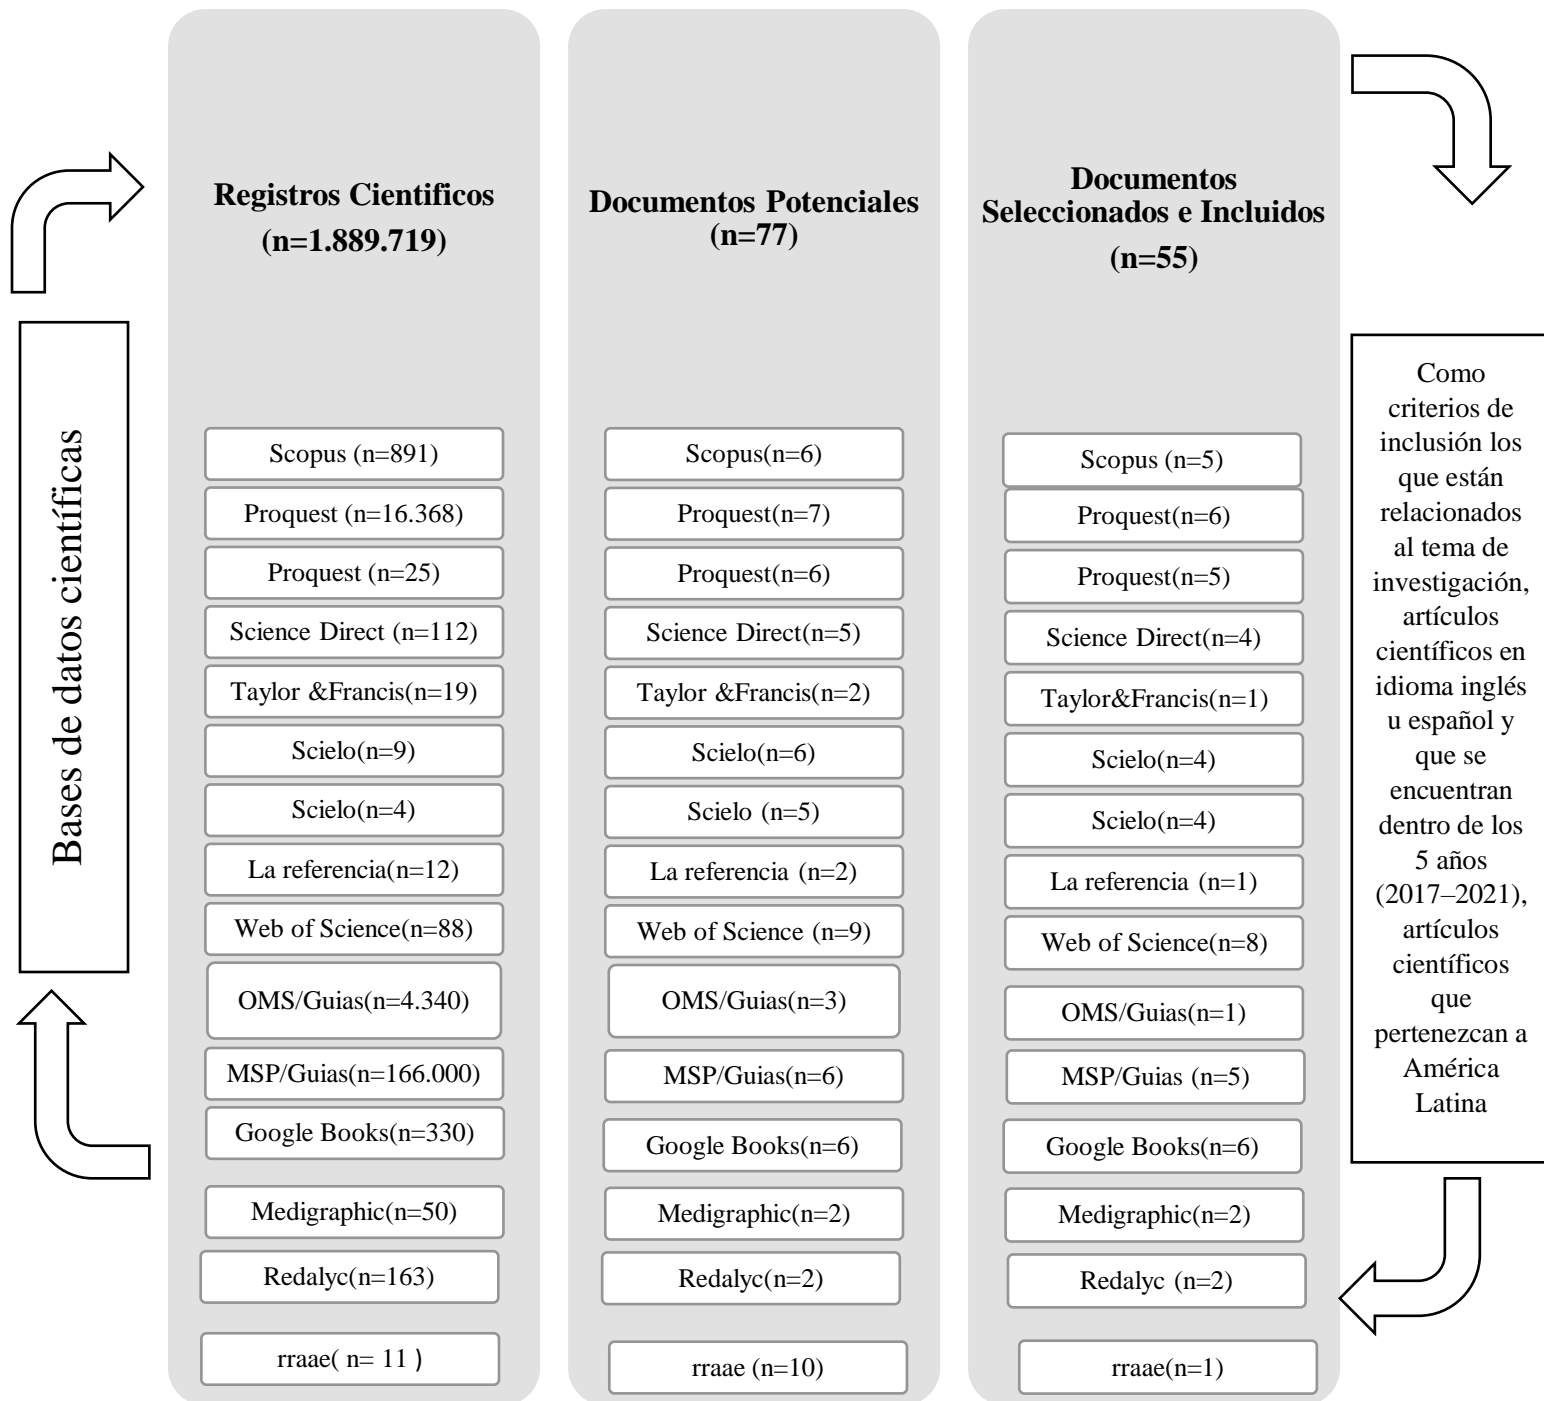 Bases de datos científicas
Registros Cientificos
(n=1.889.719)
Scopus (n=891)
Proquest (n=16.368)
Proquest (n=25)
Science Direct (n=112)
Taylor &Francis(n=19)
Scielo(n=9)
Scielo(n=4)
La referencia(n=12)
Web of Science(n=88)
OMS/Guias(n=4.340)
MSP/Guias(n=166.000)
Google Books(n=330)
Medigraphic(n=50)
Redalyc(n=163)
rraae( n= 11 )
Documentos Potenciales
(n=77)
Scopus(n=6)
Proquest(n=7)
Proquest(n=6)
Science Direct(n=5)
Taylor &Francis(n=2)
Scielo(n=6)
Scielo (n=5)
La referencia (n=2)
Web of Science (n=9)
OMS/Guias(n=3)
MSP/Guias(n=6)
Google Books(n=6)
Medigraphic(n=2)
Redalyc(n=2)
rraae (n=10)
Documentos
Seleccionados e Incluidos
(n=55)
Scopus (n=5)
Proquest(n=6)
Proquest(n=5)
Science Direct(n=4)
Taylor&Francis(n=1)
Scielo(n=4)
Scielo(n=4)
La referencia (n=1)
Web of Science(n=8)
OMS/Guias(n=1)
MSP/Guias (n=5)
Google Books(n=6)
Medigraphic(n=2)
Redalyc (n=2)
rraae(n=1)
Como
criterios de
inclusión los
que están
relacionados
al tema de
investigación,
artículos
científicos en
idioma inglés
u español y
que se
encuentran
dentro de los
5 años
(2017–2021),
artículos
científicos
que
pertenezcan a
América
Latina